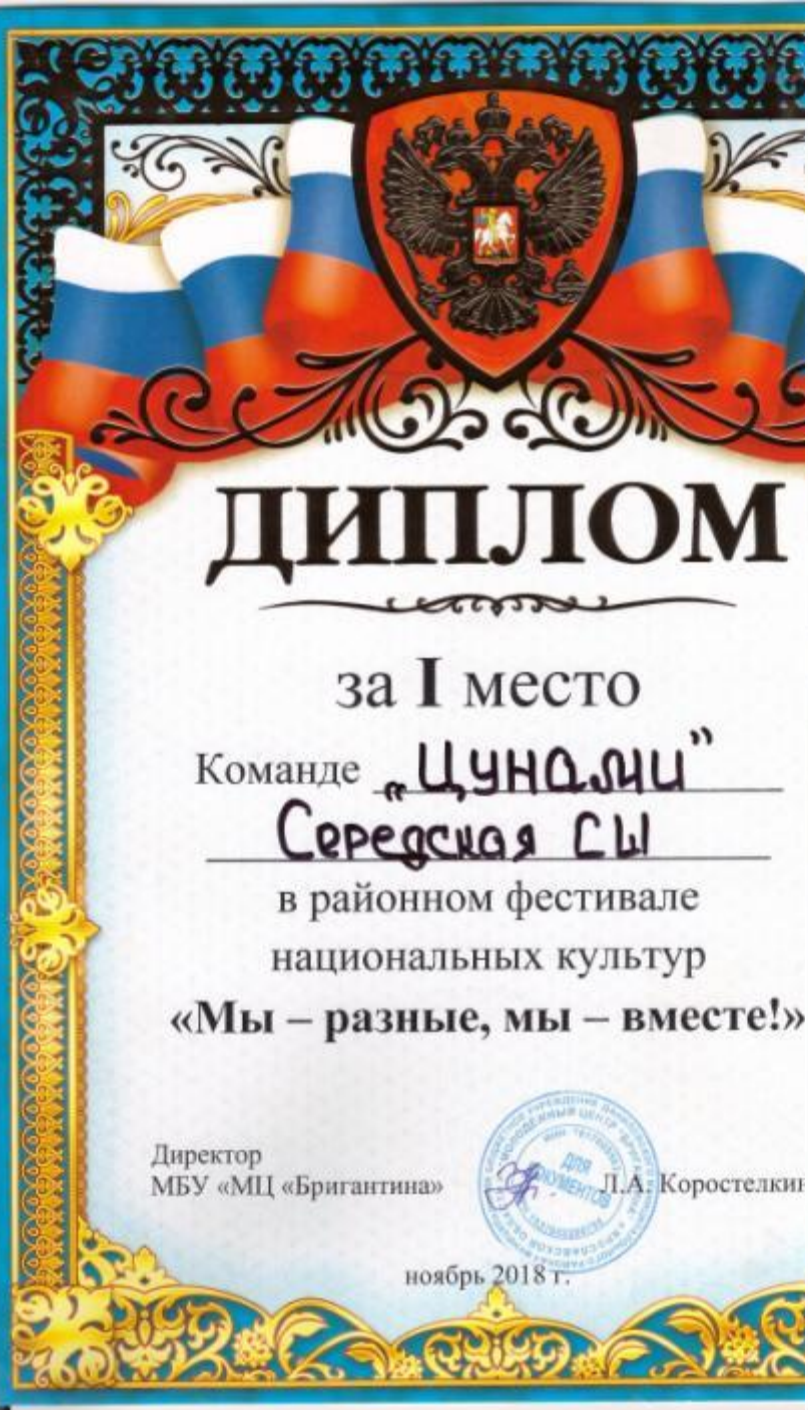 ДИПЛОМ
за I место
Команде „Цунами”
Середская СШ
в районном фестивале
национальных культур
«Мы – разные, мы – вместе!»
Директор
МБУ «МЦ «Бригантина» Л.А. Коростелкин
ДЛЯ
ДОКУМЕНТОВ
ноябрь 2018 г.